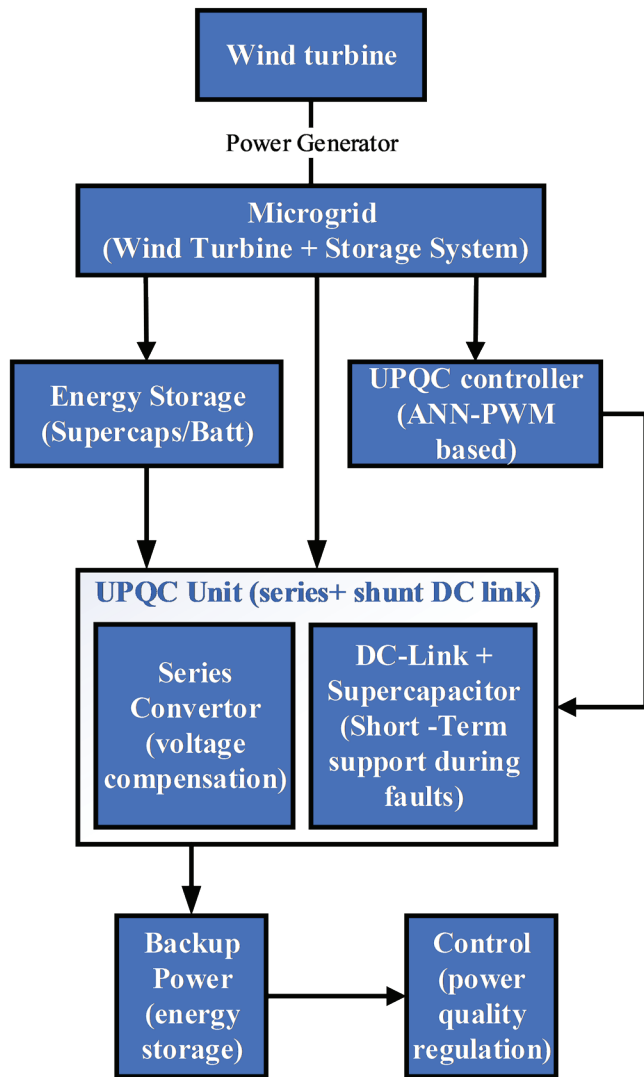 Wind turbine
Power Generator
Microgrid
(Wind Turbine + Storage System)
Energy Storage
(Supercaps/Batt)
UPQC controller
(ANN-PWM
based)
UPQC Unit (series+ shunt DC link)
Series
Convertor
(voltage
compensation)
DC-Link +
Supercapacitor
(Short -Term
support during
faults)
Backup
Power
(energy
storage)
Control
(power
quality
regulation)